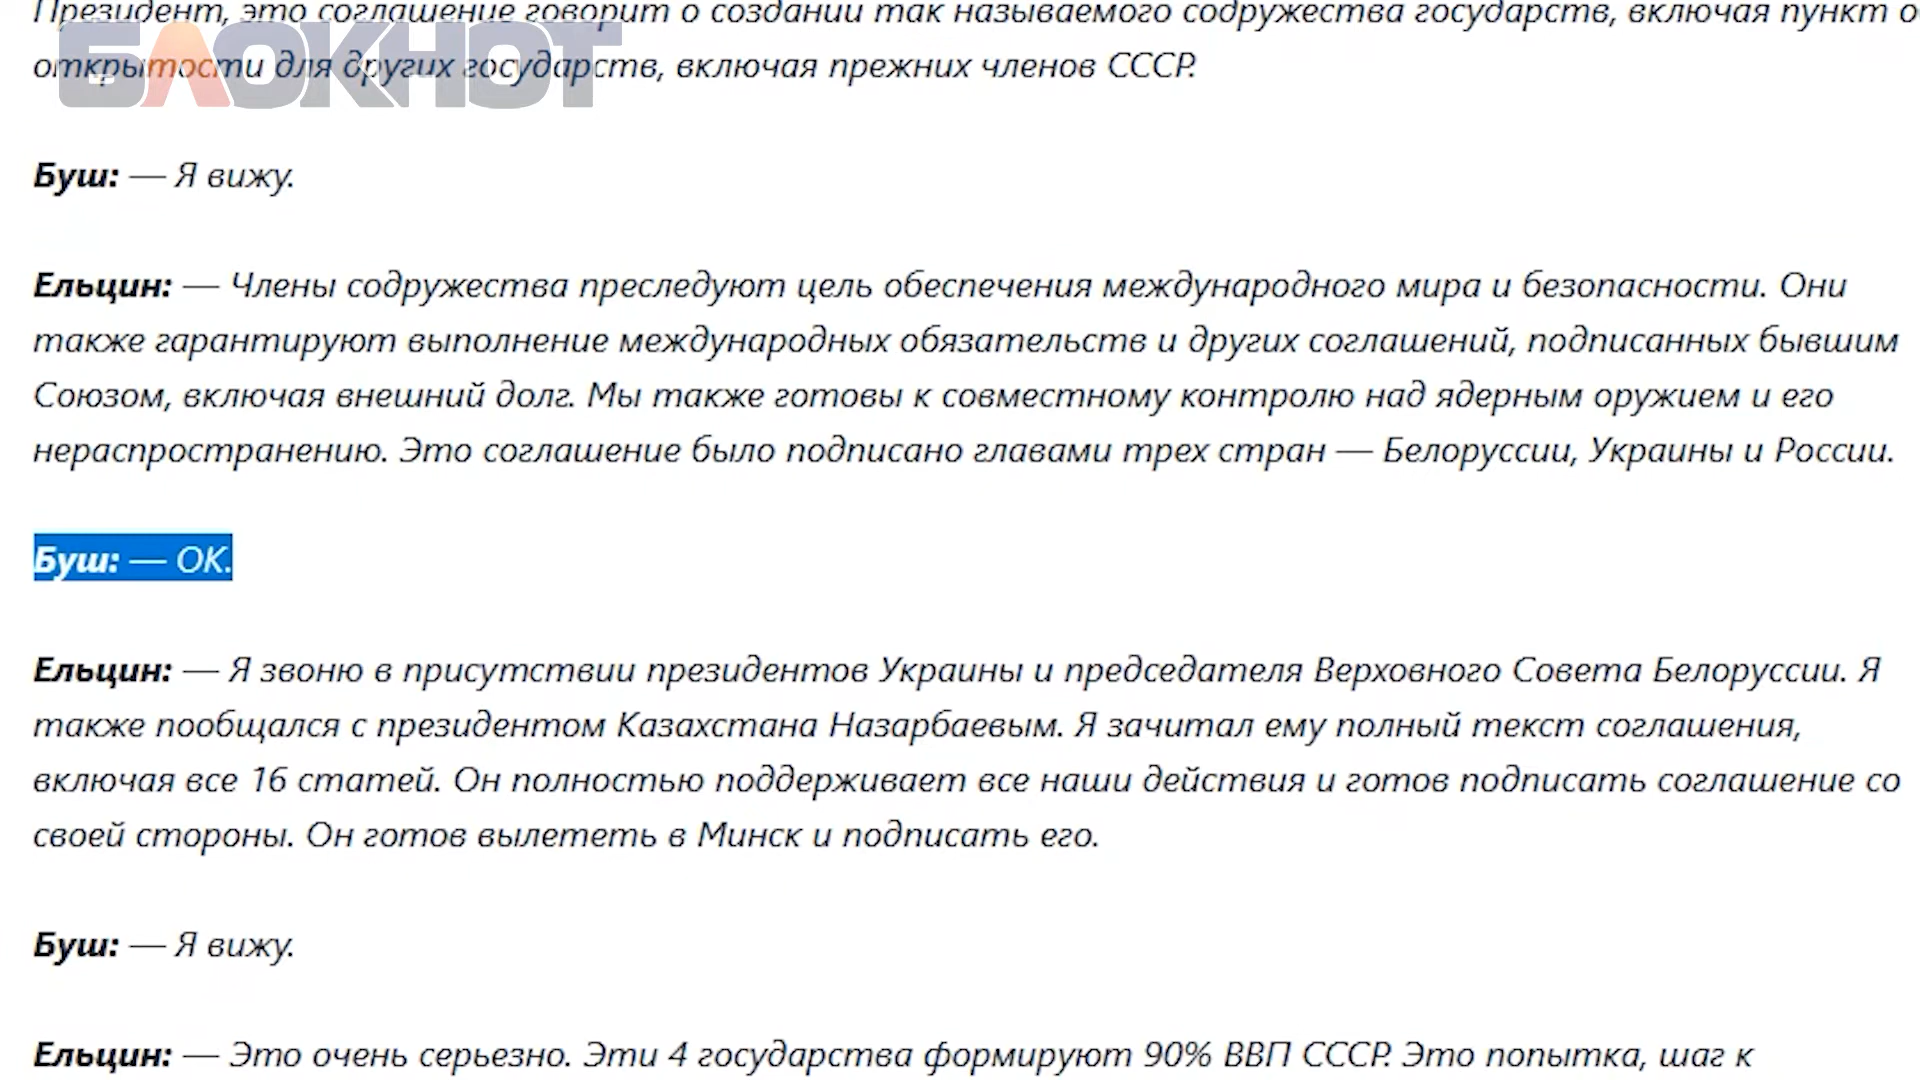 Президент, это соглашение говорит о создании так называемого содружества государств, включая пункт о
БЛОКНОТ
открытости для других государств, включая прежних членов СССР.
Буш: — Я вижу.
Ельцин: — Члены содружества преследуют цель обеспечения международного мира и безопасности. Они
также гарантируют выполнение международных обязательств и других соглашений, подписанных бывшим
Союзом, включая внешний долг. Мы также готовы к совместному контролю над ядерным оружием и его
нераспространению. Это соглашение было подписано главами трех стран — Белоруссии, Украины и России.
Буш: — ОК.
Ельцин: — Я звоню в присутствии президентов Украины и председателя Верховного Совета Белоруссии. Я
также пообщался с президентом Казахстана Назарбаевым. Я зачитал ему полный текст соглашения,
включая все 16 статей. Он полностью поддерживает все наши действия и готов подписать соглашение со
своей стороны. Он готов вылететь в Минск и подписать его.
Буш: — Я вижу.
Ельцин: — Это очень серьезно. Эти 4 государства формируют 90% ВВП СССР. Это попытка, шаг к